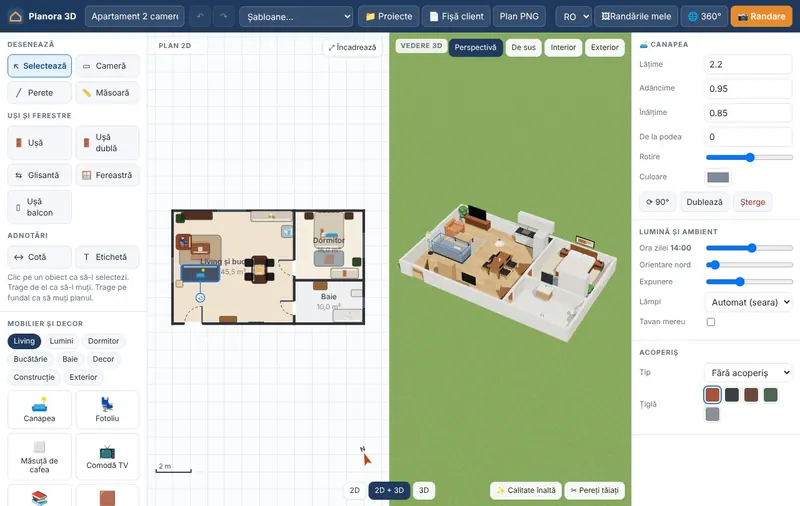 Planora 3D
Apartament 2 camere
Șabloane...
📁 Proiecte
📄 Fișă client
Plan PNG
RO
🖼Randările mele
🌐 360°
📸 Randare
DESENEAZĂ
Selectează
Cameră
Perete
Măsoară
UȘI ȘI FERESTRE
Ușă
Ușă dublă
Glisantă
Fereastră
Ușă balcon
ADNOTĂRI
Cotă
T Etichetă
Clic pe un obiect ca să-l selectezi.
Trage de el ca să-l muți. Trage pe
fundal ca să muți planul.
MOBILIER ȘI DECOR
Living
Lumini
Dormitor
Bucătărie
Baie
Decor
Construcție
Exterior
Canapea
Fotoliu
Măsuță de cafea
Comodă TV
PLAN 2D
Încadrează
Living și buc
45,5 m²
Dormitor
Baie
10,0 m²
N
2 m
2D
2D + 3D
3D
VEDERE 3D
Perspectivă
De sus
Interior
Exterior
✨ Calitate înaltă
✂ Pereți tăiați
CANAPEA
Lățime
2.2
Adâncime
0.95
Înălțime
0.85
De la podea
0
Rotire
Culoare
⟳ 90°
Dublează
Șterge
LUMINĂ ȘI AMBIENT
Ora zilei 14:00
Orientare nord
Expunere
Lămpi
Automat (seara)
Tavan mereu
ACOPERIȘ
Tip
Fără acoperiș
Țiglă